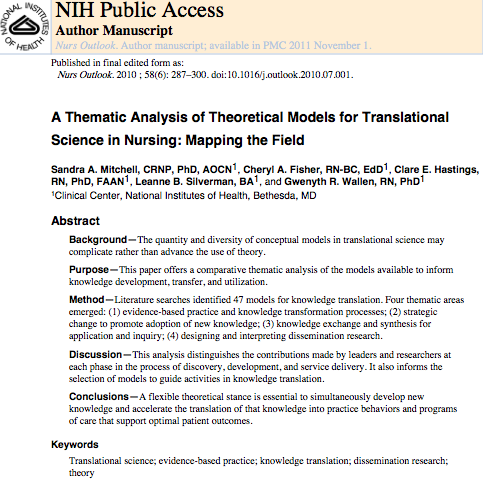 NATIONAL INSTITUTES
OF HEALTH
NIH Public Access
Author Manuscript
Nurs Outlook. Author manuscript; available in PMC 2011 November 1.
Published in final edited form as:
Nurs Outlook. 2010 ; 58(6): 287–300. doi:10.1016/j.outlook.2010.07.001.
A Thematic Analysis of Theoretical Models for Translational
Science in Nursing: Mapping the Field
Sandra A. Mitchell, CRNP, PhD, AOCN1, Cheryl A. Fisher, RN-BC, EdD1, Clare E. Hastings,
RN, PhD, FAAN1, Leanne B. Silverman, BA1, and Gwenyth R. Wallen, RN, PhD1
1Clinical Center, National Institutes of Health, Bethesda, MD
Abstract
Background—The quantity and diversity of conceptual models in translational science may
complicate rather than advance the use of theory.
Purpose—This paper offers a comparative thematic analysis of the models available to inform
knowledge development, transfer, and utilization.
Method—Literature searches identified 47 models for knowledge translation. Four thematic areas
emerged: (1) evidence-based practice and knowledge transformation processes; (2) strategic
change to promote adoption of new knowledge; (3) knowledge exchange and synthesis for
application and inquiry; (4) designing and interpreting dissemination research.
Discussion—This analysis distinguishes the contributions made by leaders and researchers at
each phase in the process of discovery, development, and service delivery. It also informs the
selection of models to guide activities in knowledge translation.
Conclusions—A flexible theoretical stance is essential to simultaneously develop new
knowledge and accelerate the translation of that knowledge into practice behaviors and programs
of care that support optimal patient outcomes.
Keywords
Translational science; evidence-based practice; knowledge translation; dissemination research;
theory